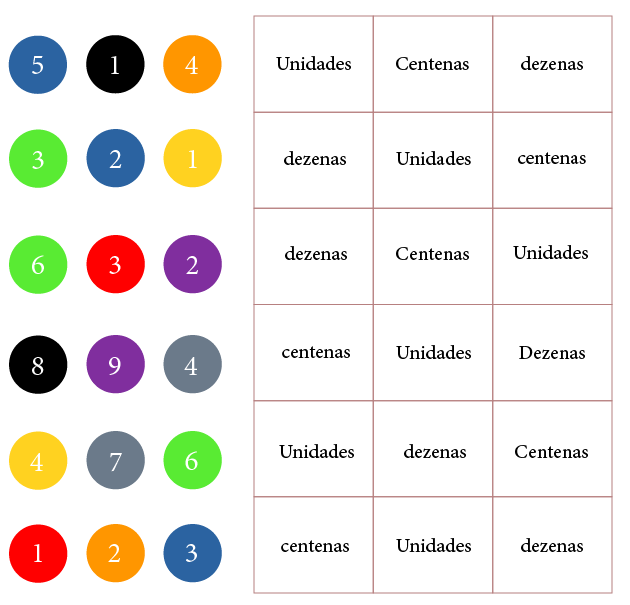 5 1 4 Unidades Centenas dezenas
3 2 1 dezenas Unidades centenas
6 3 2 dezenas Centenas Unidades
8 9 4 centenas Unidades Dezenas
4 7 6 Unidades dezenas Centenas
1 2 3 centenas Unidades dezenas